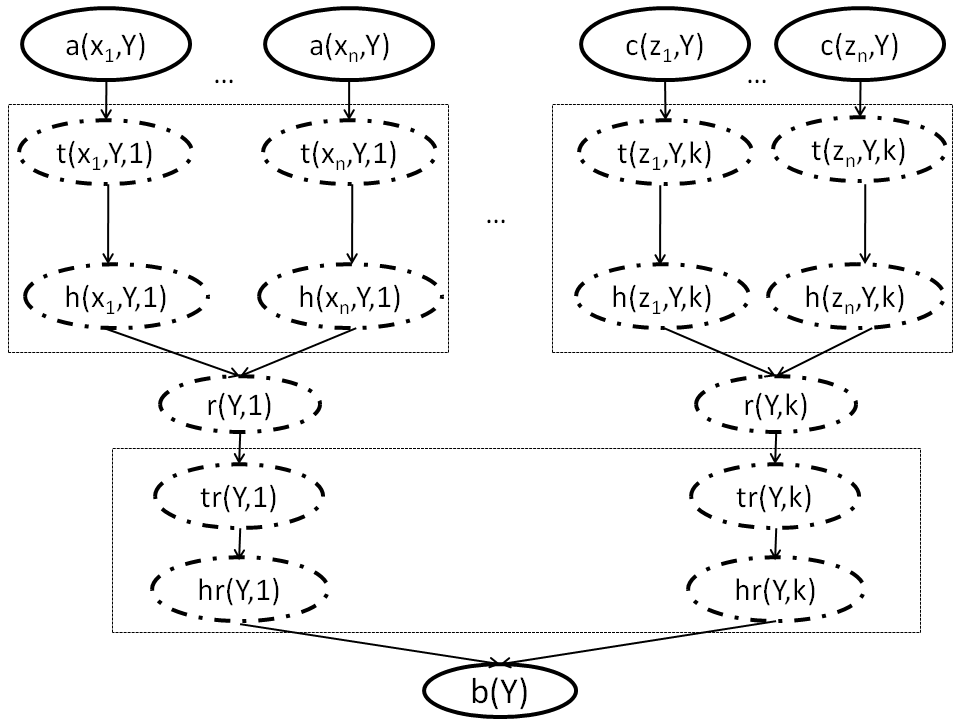 a(x₁,Y) a(xₙ,Y) c(z₁,Y) c(zₙ,Y)
... ...
t(x₁,Y,1) t(xₙ,Y,1) t(z₁,Y,k) t(zₙ,Y,k)
...
h(x₁,Y,1) h(xₙ,Y,1) h(z₁,Y,k) h(zₙ,Y,k)
r(Y,1) r(Y,k)
tr(Y,1) tr(Y,k)
hr(Y,1) hr(Y,k)
b(Y)